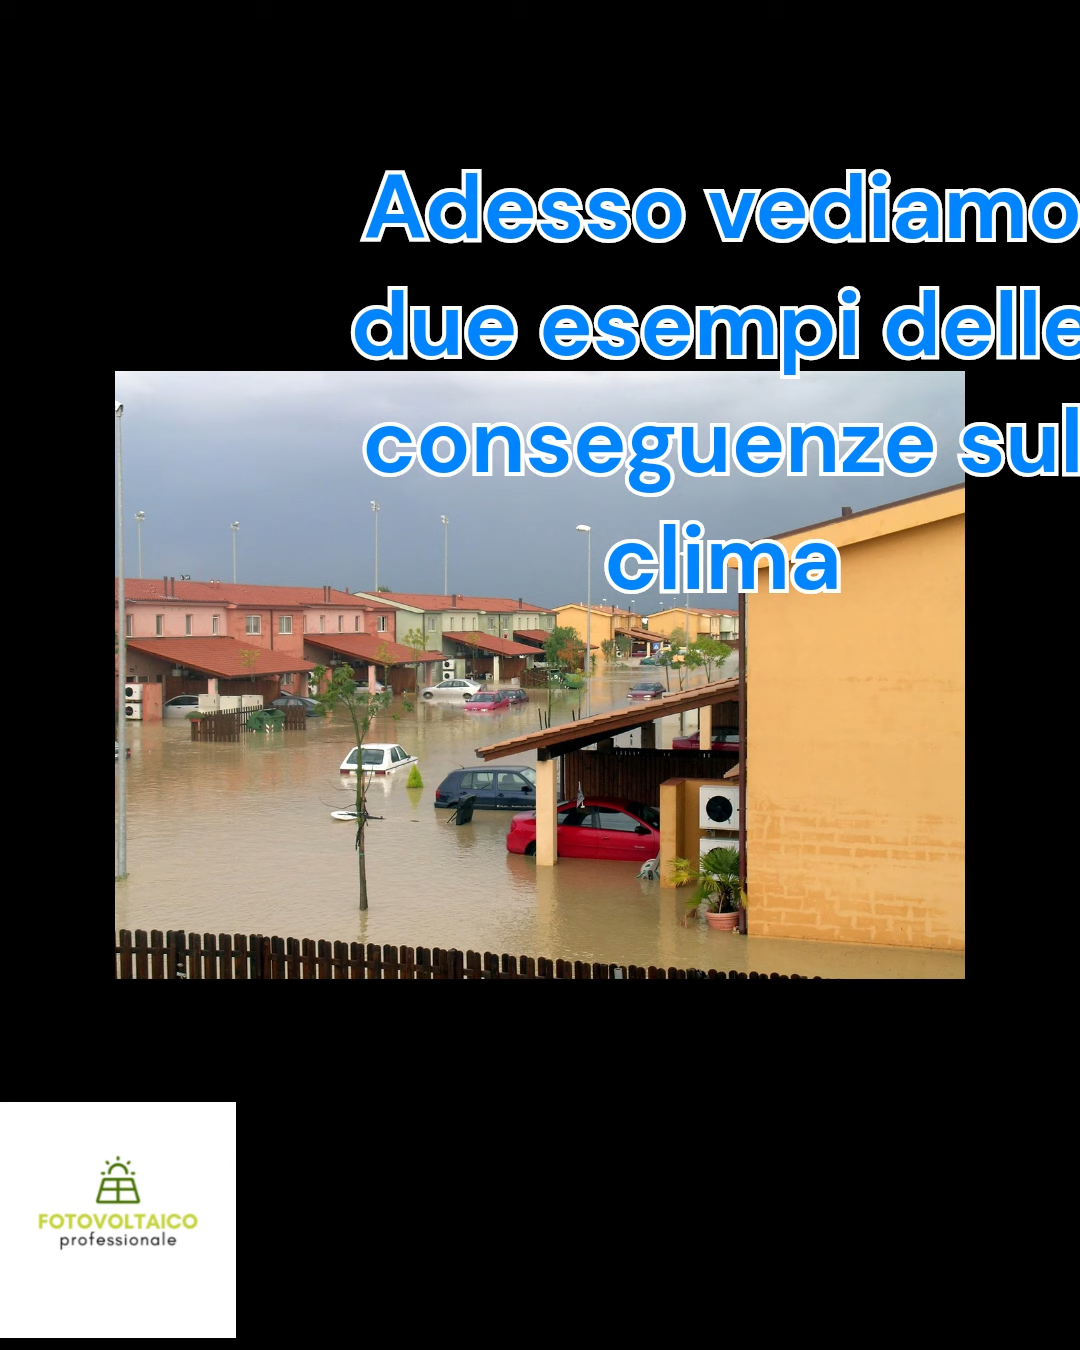 Adesso vediamo
due esempi delle
conseguenze sul
clima
FOTOVOLTAICO
professionale